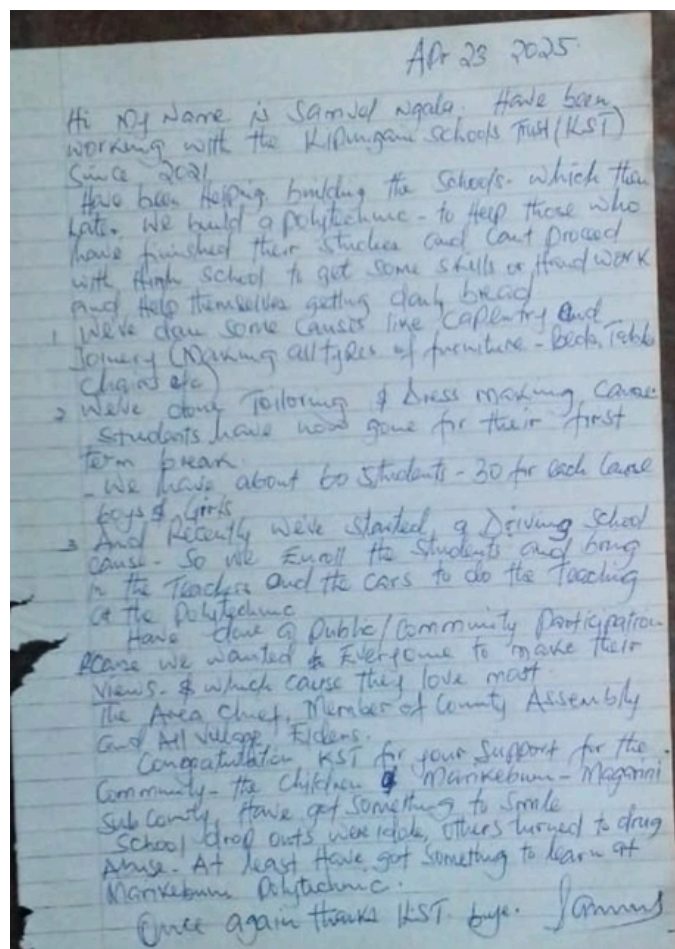 Apr 23 2025.
Hi My Name is Samuel Ngala. Have been
working with the Kipungani Schools Trust (KST)
Since 2021
Have been Helping building the Schools - which then
Later we build a polytechnic - to Help those who
have finished their studies and Cant Proceed
with High School to get some skills or Hand work
and Help themselves getting daily bread
1 We've dan some Causis like Capentry and
Joinery (Making all types of furniture - Beds, Table
Chairs etc)
2 We've done Tailoring & Dress making Cause.
Students have now gone for their first
term break.
- We have about 60 students - 30 for each Cause
boys & Girls
3 And Recently we've started a Driving School
cause - So we Enroll the Students and bring
in the Teachers and the cars to do the Teaching
at the Polytechnic
Have done a Public/Community Participation
Bcause we wanted Everyone to make their
views - & which cause they love most.
The Area Chief, Member of County Assembly
and All Village Elders.
Congratulation KST for your Support for the
Community - the Children of Marikebuni - Magarini
Sub County, Have got something to Smile
School drop outs were idole, others turned to drug
Abuse. At least Have got something to learn at
Marikebuni Polytechnic.
Once again thanks KST. bye.